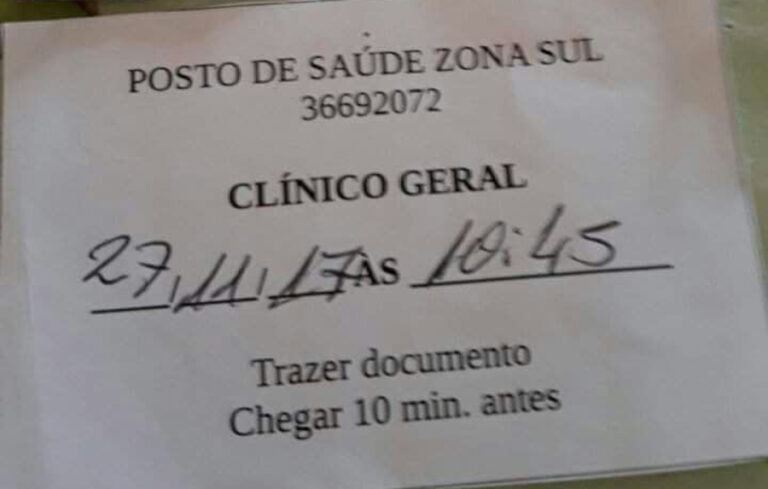 POSTO DE SAÚDE ZONA SUL
36692072
CLÍNICO GERAL
27/11/17 ÀS 10:45
Trazer documento
Chegar 10 min. antes